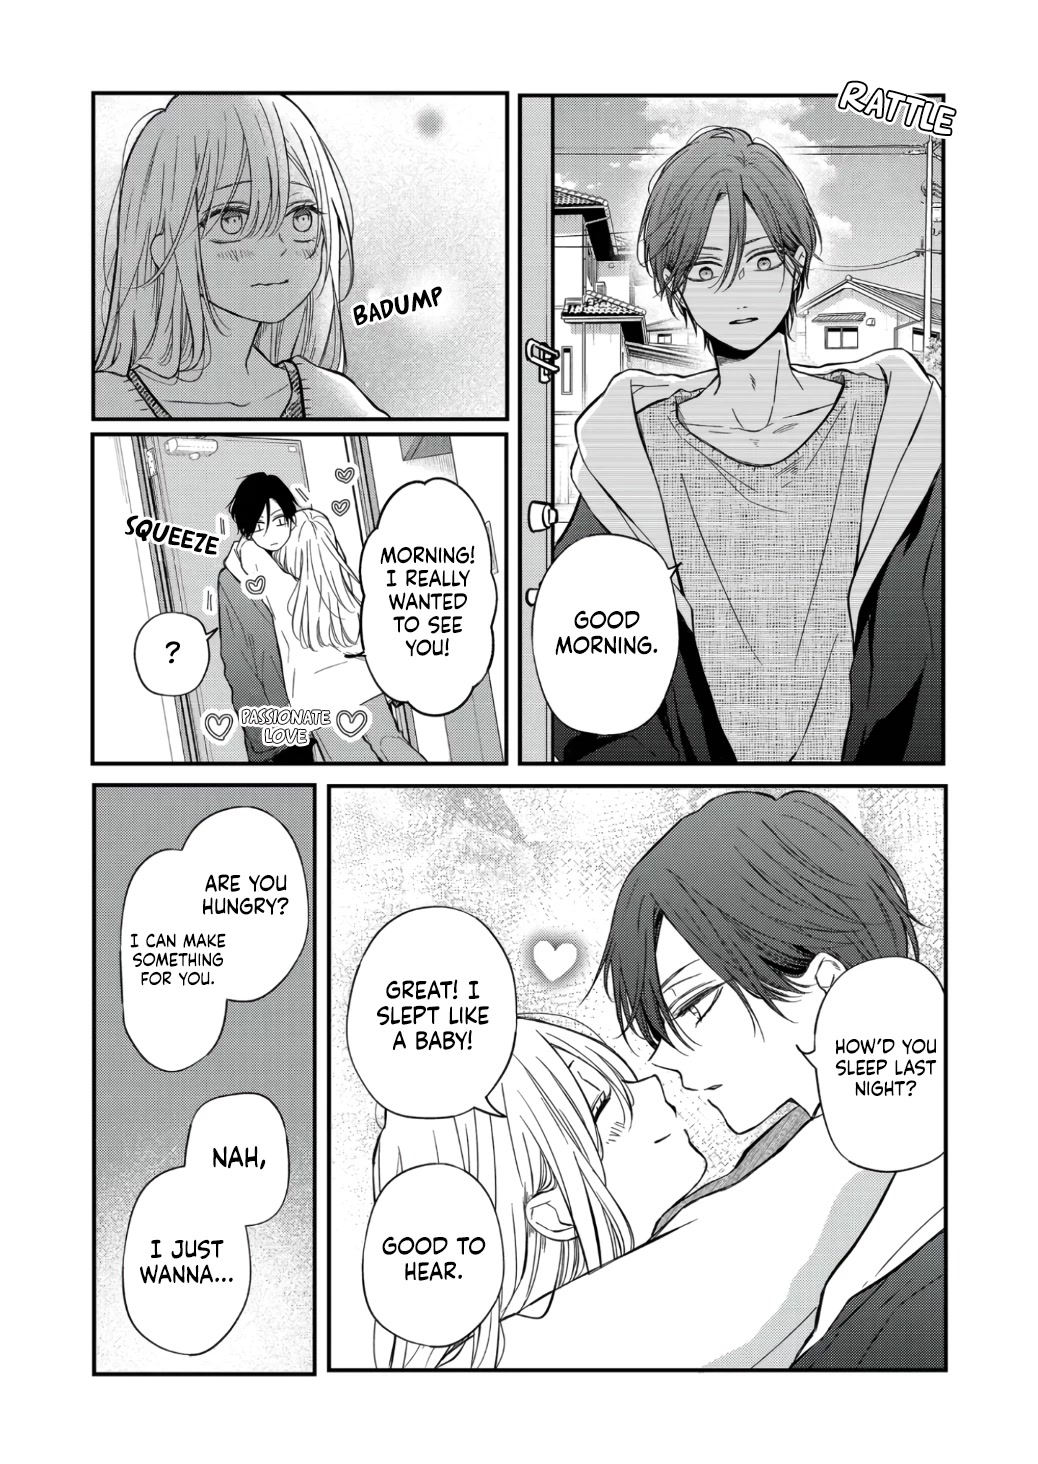 RATTLE
GOOD
MORNING.
BADUMP
MORNING!
I REALLY
WANTED
TO SEE
YOU!
SQUEEZE
?
PASSIONATE
LOVE
HOW'D YOU
SLEEP LAST
NIGHT?
GREAT! I
SLEPT LIKE
A BABY!
GOOD TO
HEAR.
ARE YOU
HUNGRY?
I CAN MAKE
SOMETHING
FOR YOU.
NAH,
I JUST
WANNA...